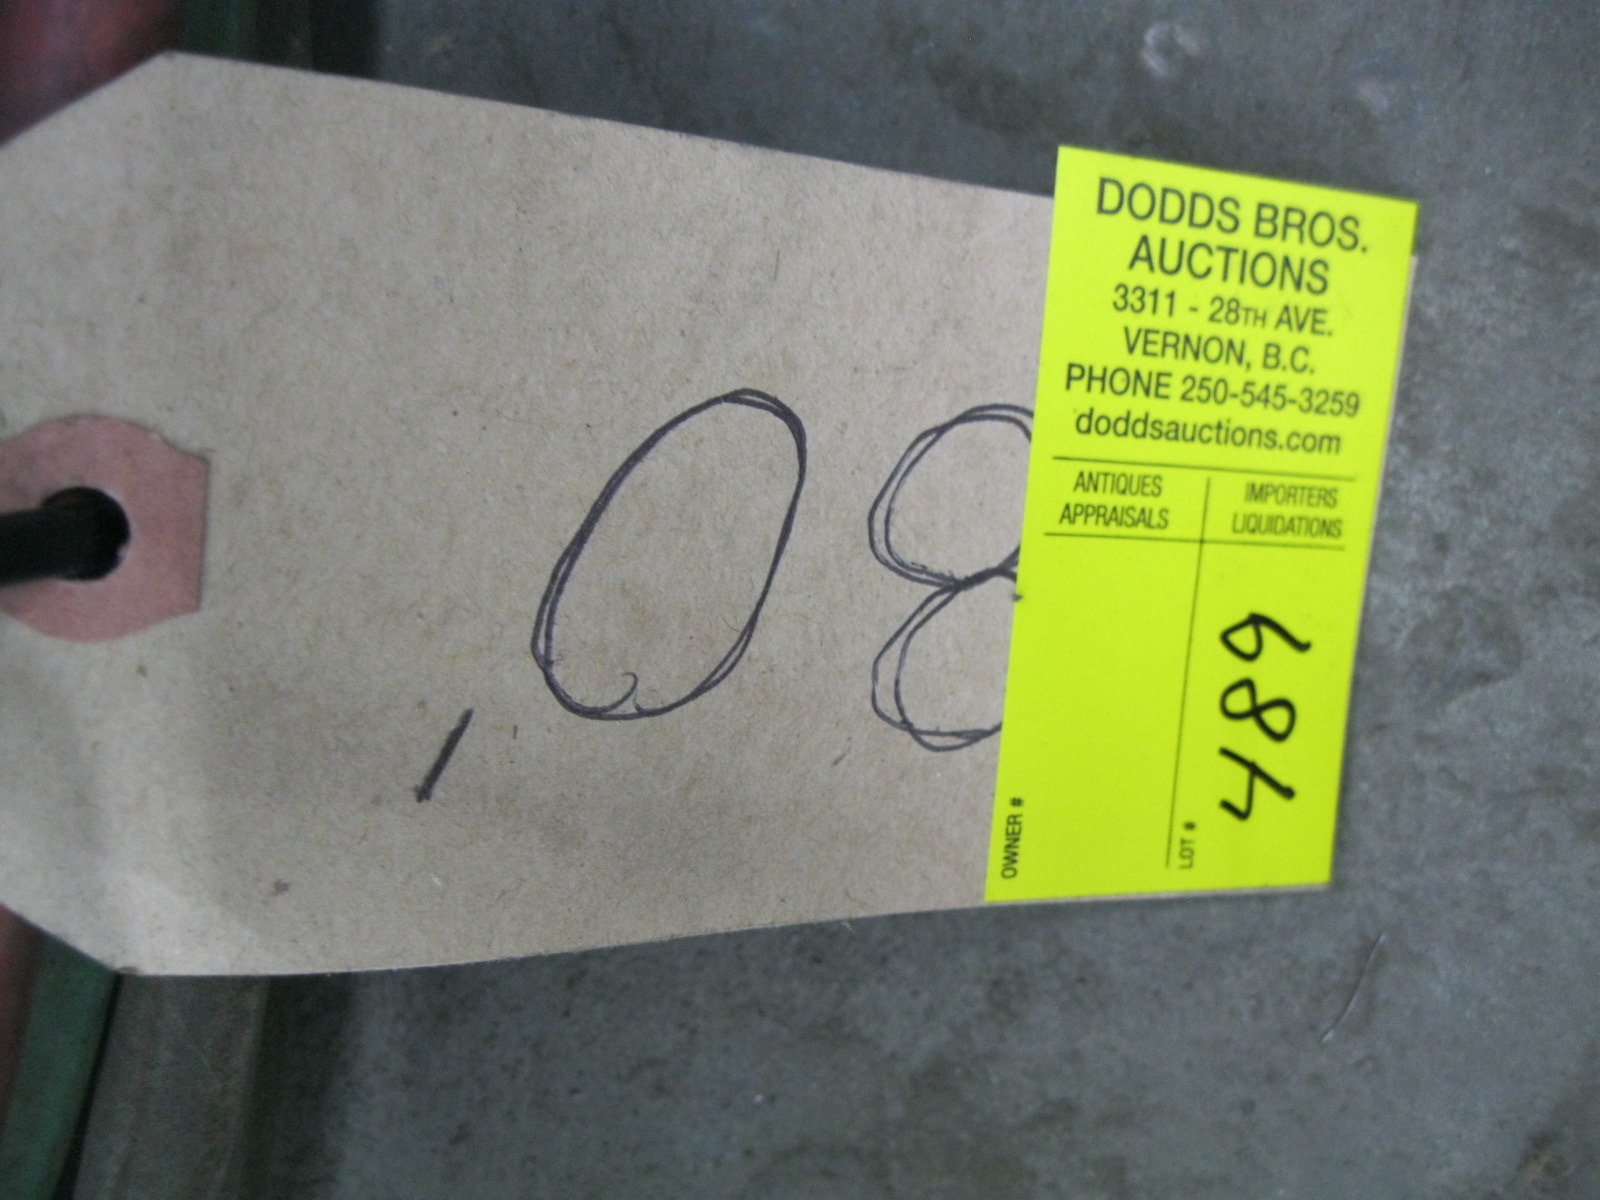 80'
DODDS BROS.
AUCTIONS
3311 - 28TH AVE.
VERNON, B.C.
PHONE 250-545-3259
doddsauctions.com
ANTIQUES
APPRAISALS
IMPORTERS
LIQUIDATIONS
OWNER #
LOT #
489